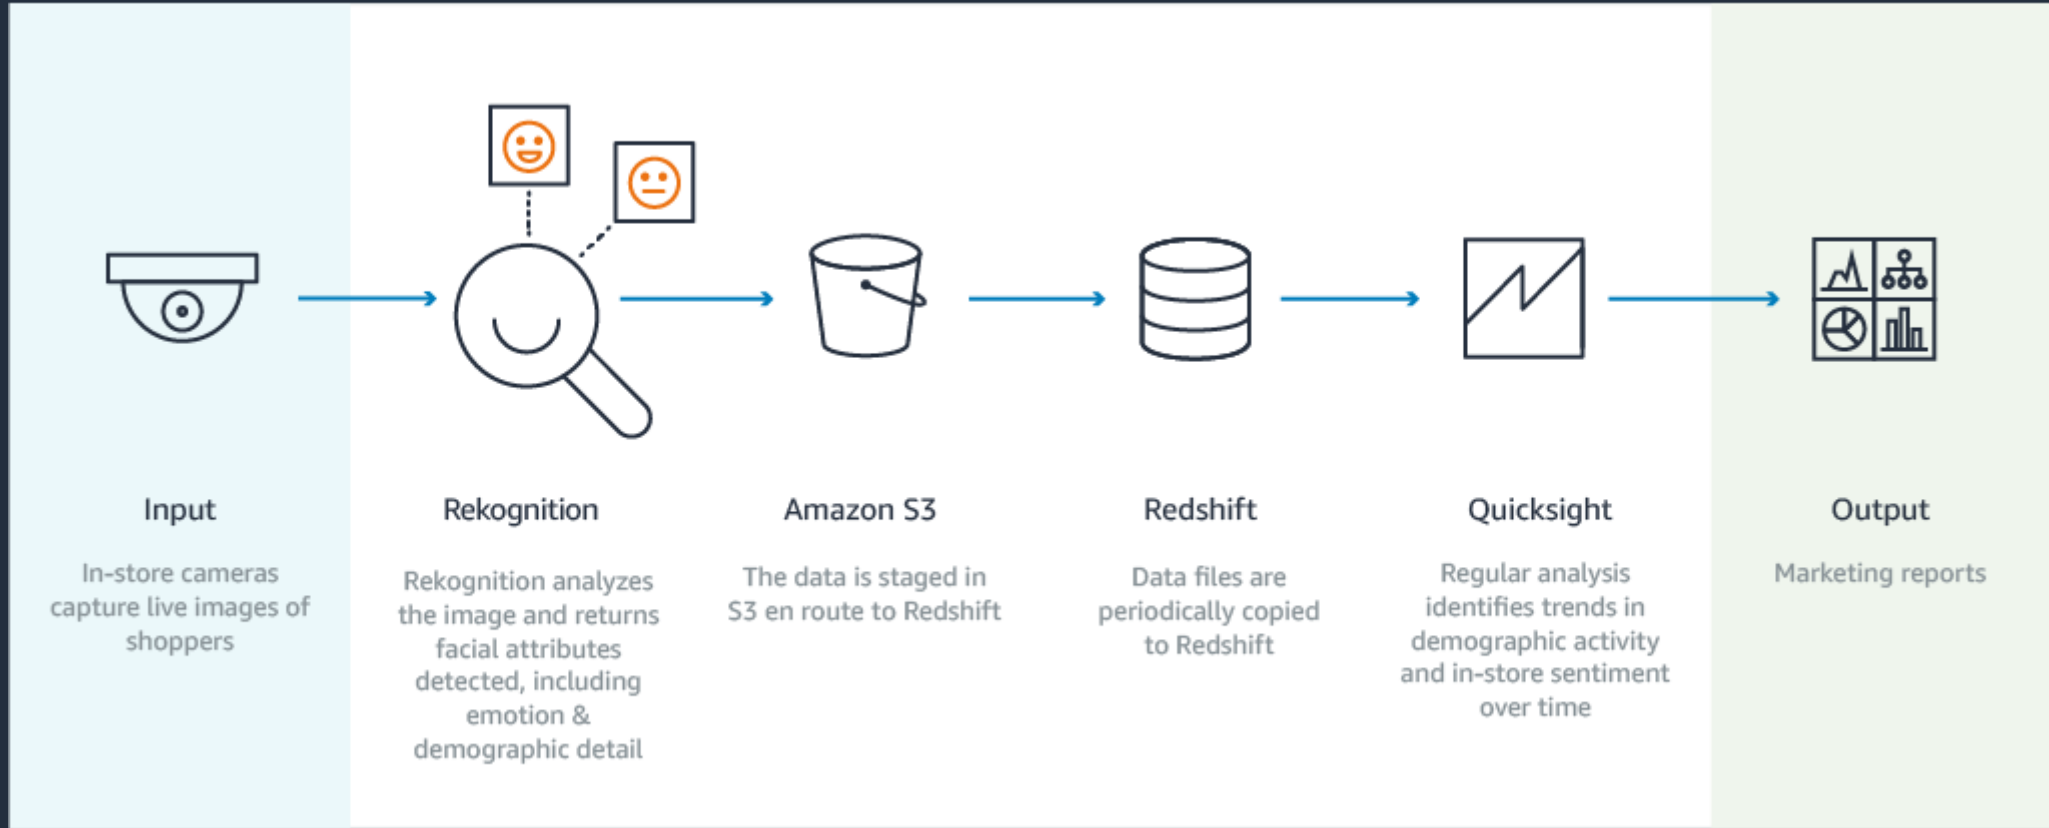 Input
In-store cameras
capture live images of
shoppers
Rekognition
Rekognition analyzes
the image and returns
facial attributes
detected, including
emotion &
demographic detail
Amazon S3
The data is staged in
S3 en route to Redshift
Redshift
Data files are
periodically copied
to Redshift
Quicksight
Regular analysis
identifies trends in
demographic activity
and in-store sentiment
over time
Output
Marketing reports